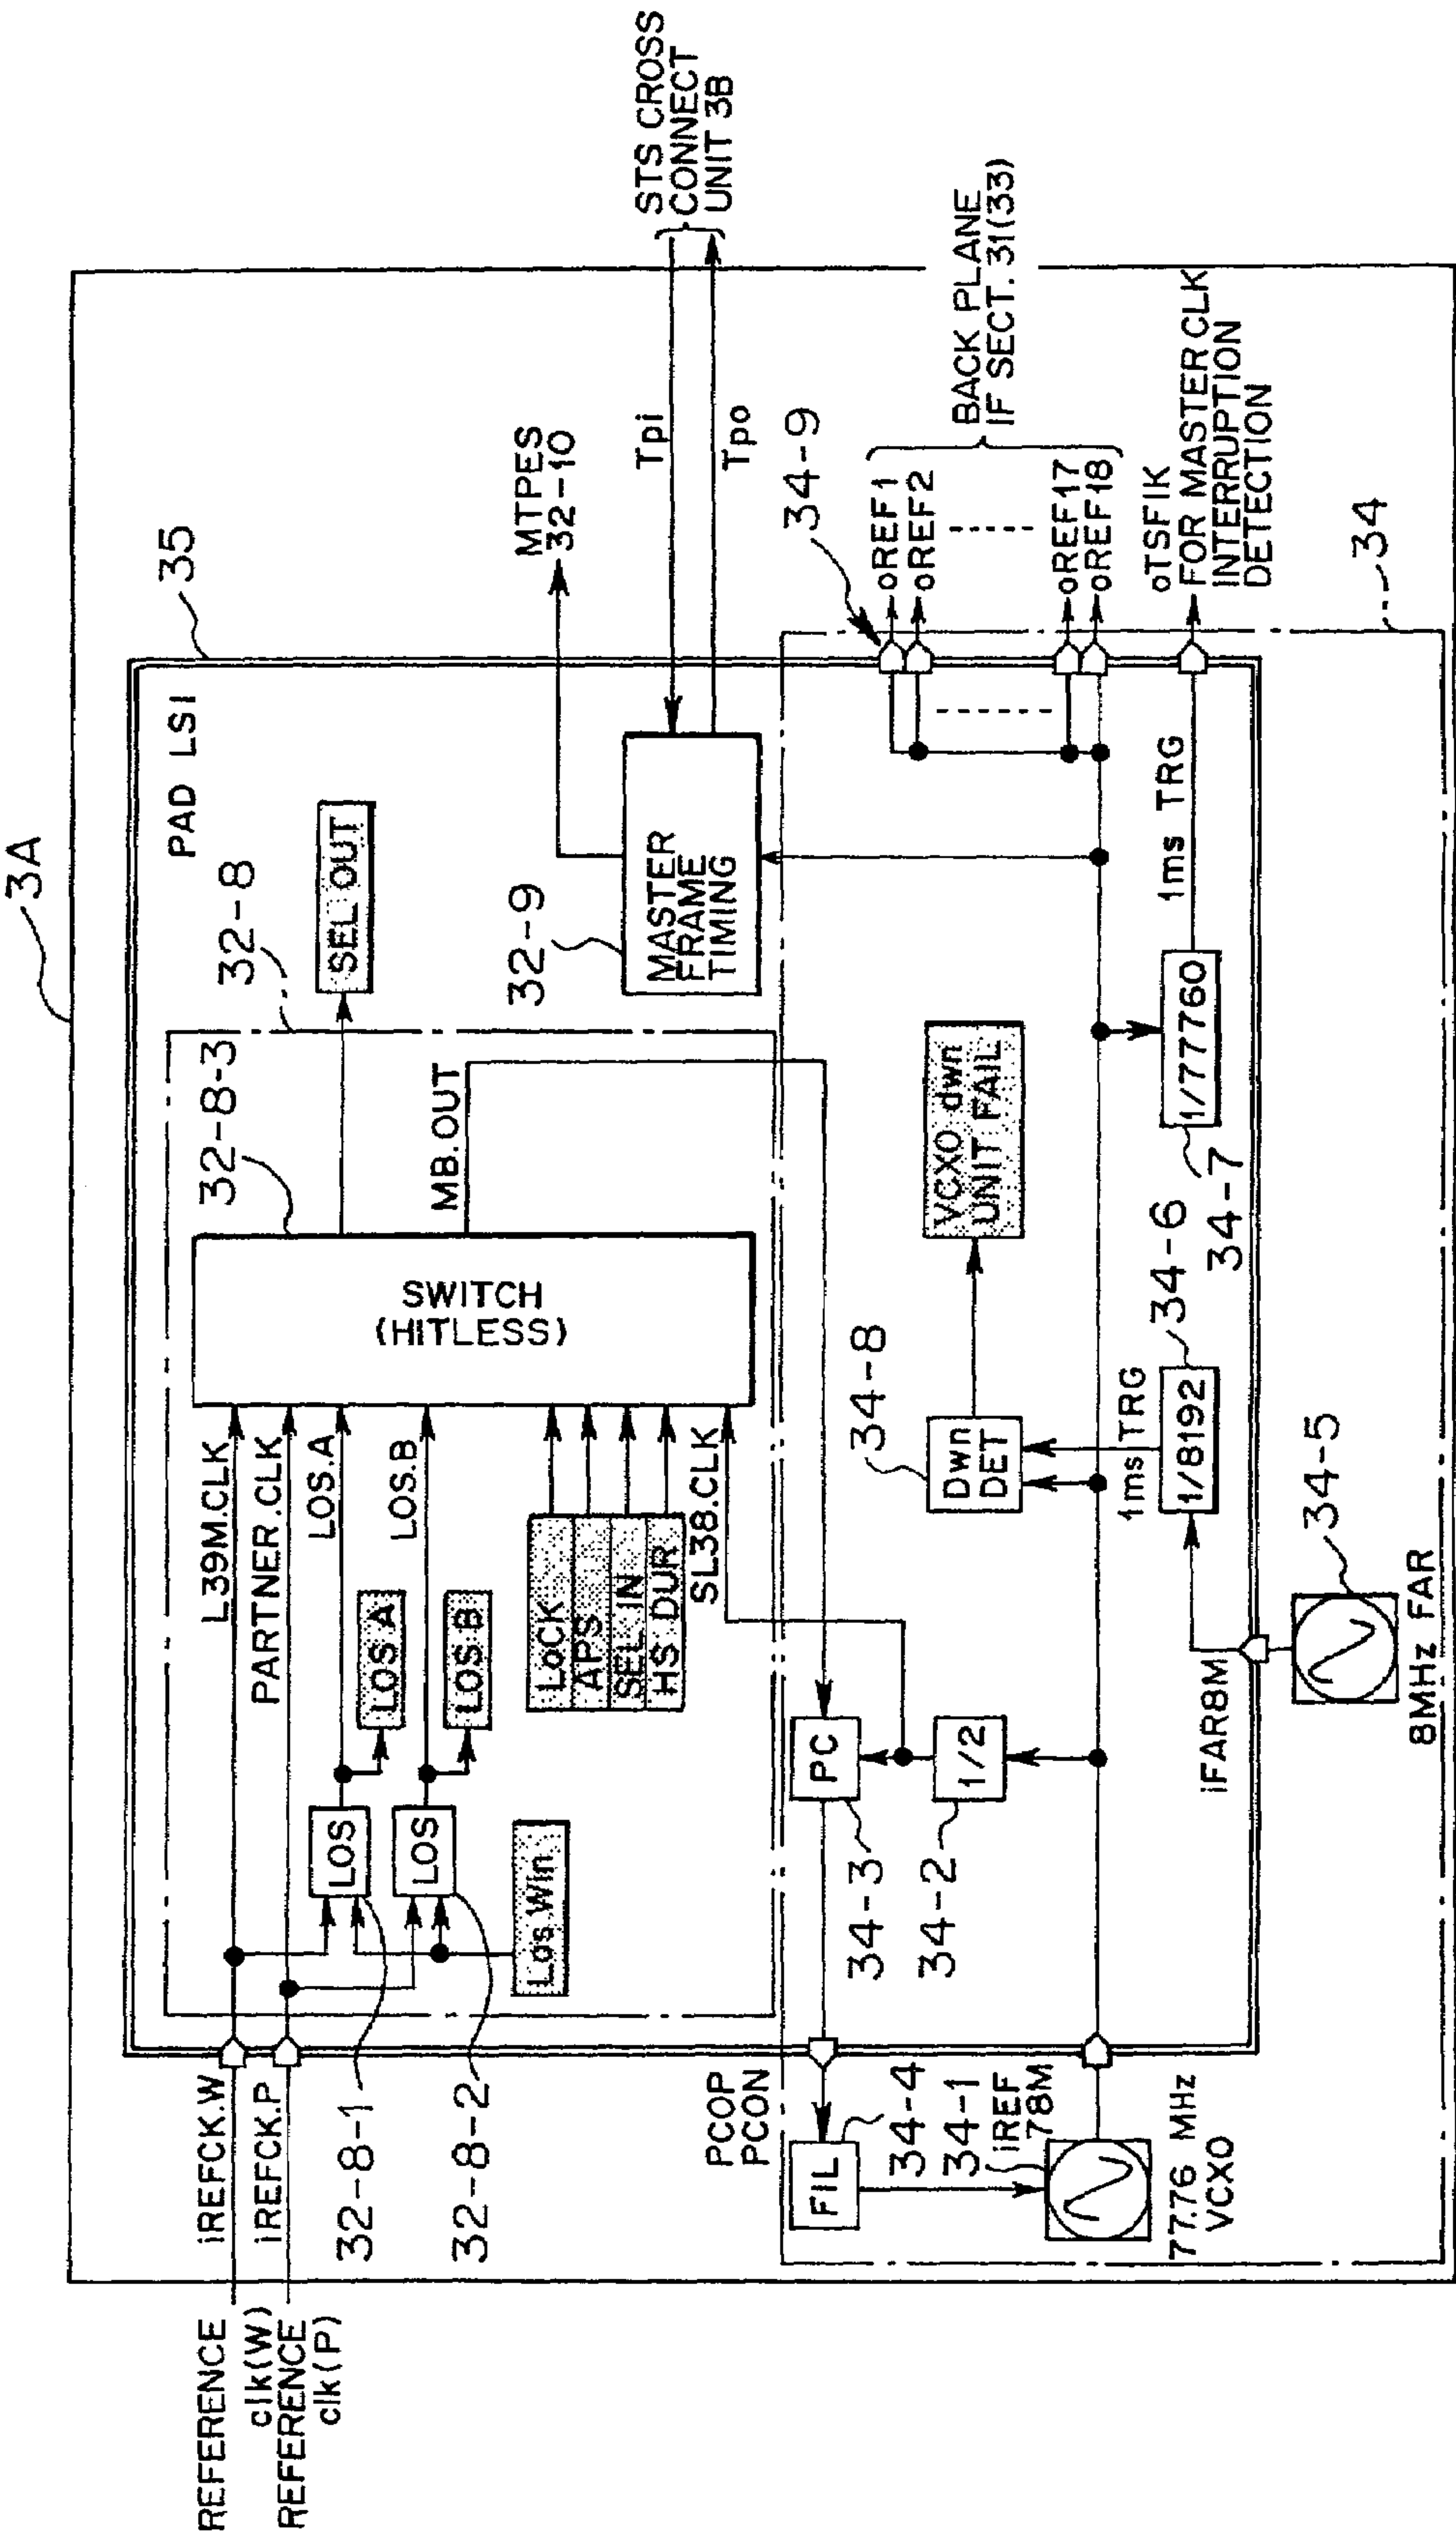 3A
35
PAD LSI
32-8
SEL OUT
32-8-3
MB.OUT
SWITCH
(HITLESS)
L39M.CLK
PARTNER.CLK
LOS.A
LOS.B
LOCK
APS
SEL IN
HS DUR
SL38.CLK
LOS A
LOS B
LOS
LOS
Los Win
iREFCK.W
iREFCK.P
REFERENCE
clk(W)
REFERENCE
clk(P)
32-8-1
32-8-2
MTPES
32-10
Tpi
Tpo
STS CROSS
CONNECT
UNIT 3B
32-9
MASTER
FRAME
TIMING
34-9
oREF1
oREF2
oREF17
oREF18
BACK PLANE
IF SECT. 31(33)
oTSFIK
FOR MASTER CLK
INTERRUPTION
DETECTION
34
1ms TRG
1/77760
34-7
VCXO dwn
UNIT FAIL
34-8
Dwn
DET
1ms TRG
1/8192
34-6
34-5
8MHz FAR
iFAR8M
PC
34-3
1/2
34-2
PCOP
PCON
FIL
34-4
34-1
iREF
78M
77.76 MHz
VCXO